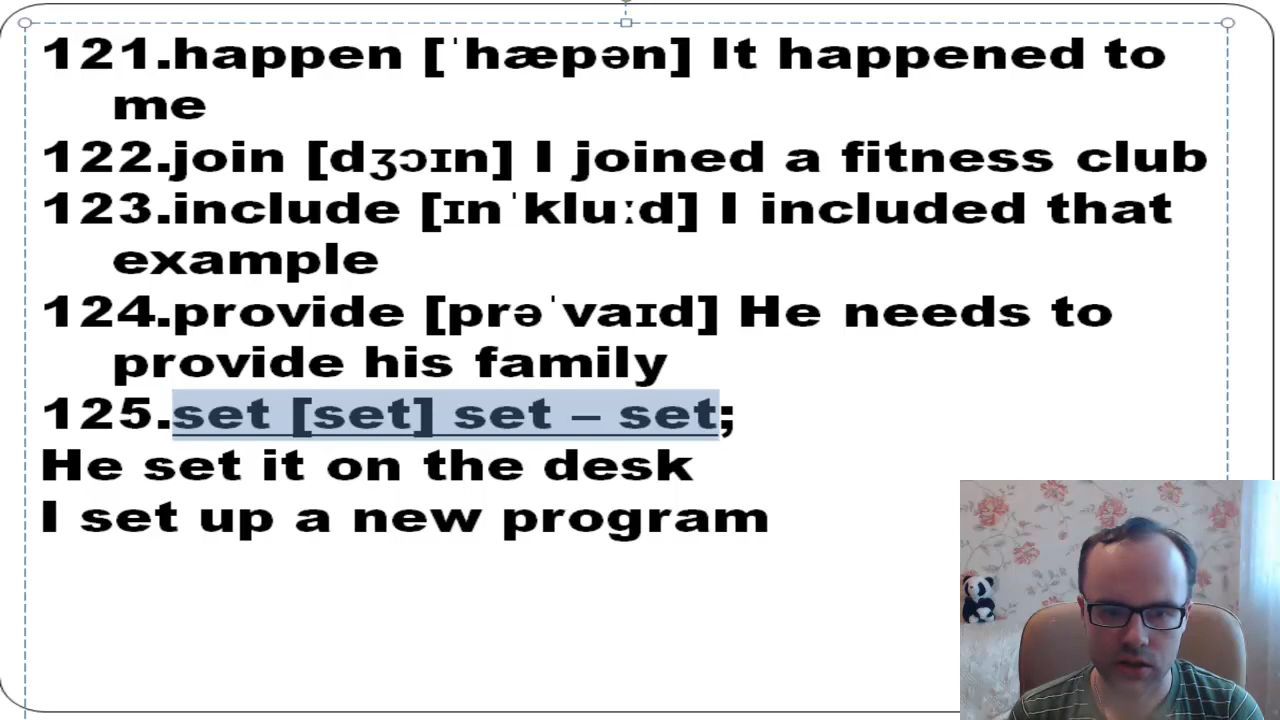 121.happen [ˈhæpən] It happened to
me
122.join [dʒɔɪn] I joined a fitness club
123.include [ɪnˈkluːd] I included that
example
124.provide [prəˈvaɪd] He needs to
provide his family
125.set [set] set – set;
He set it on the desk
I set up a new program